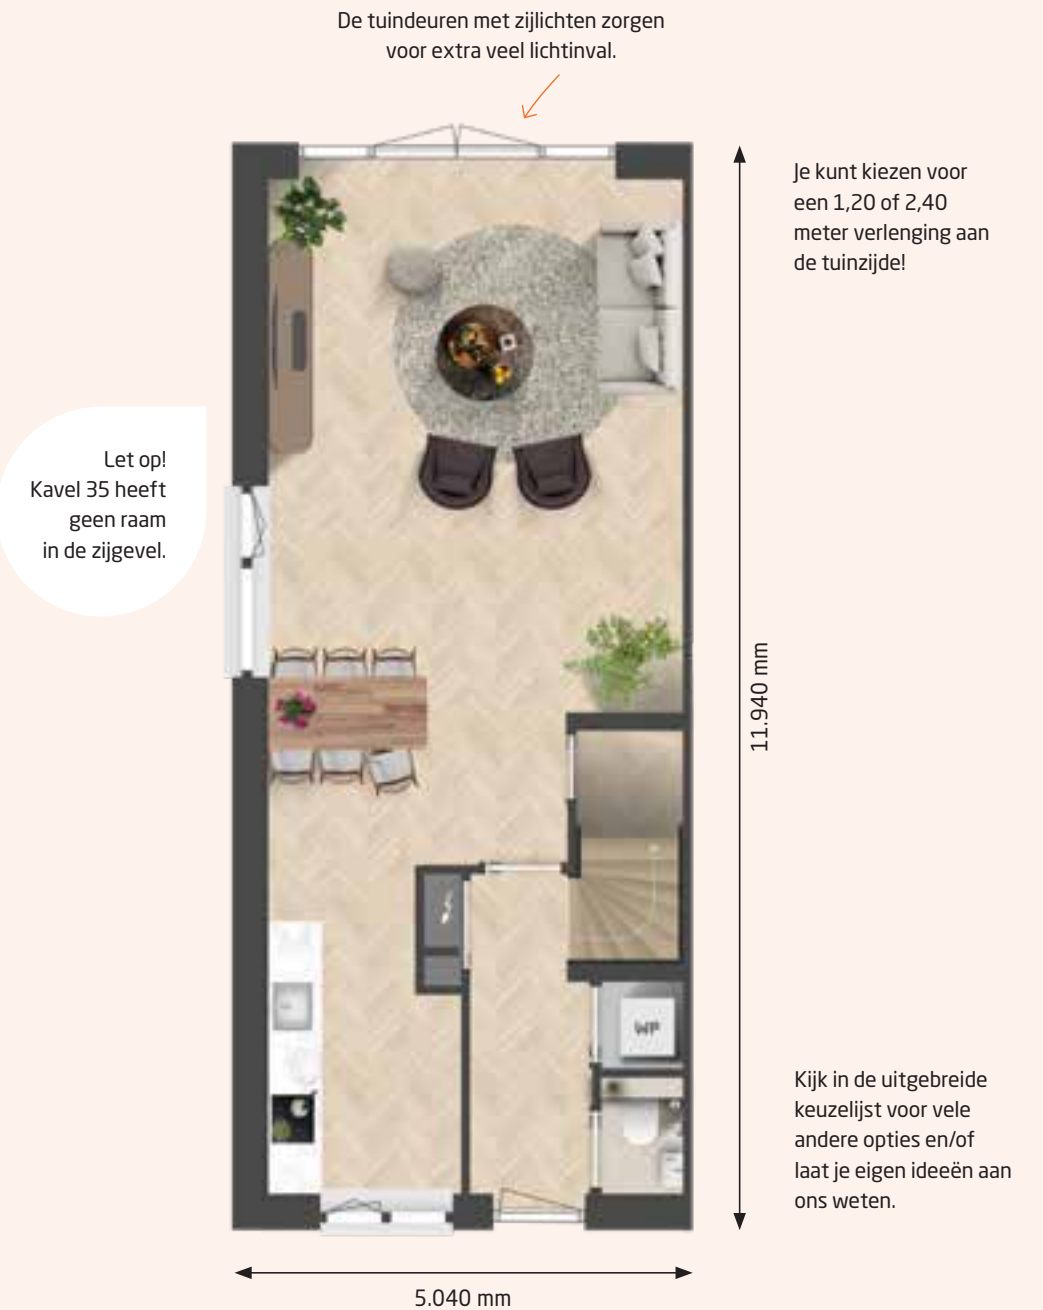 De tuindeuren met zijlichten zorgen
voor extra veel lichtinval.
Je kunt kiezen voor
een 1,20 of 2,40
meter verlenging aan
de tuinzijde!
Let op!
Kavel 35 heeft
geen raam
in de zijgevel.
11.940 mm
WP
Kijk in de uitgebreide
keuzelijst voor vele
andere opties en/of
laat je eigen ideeën aan
ons weten.
5.040 mm